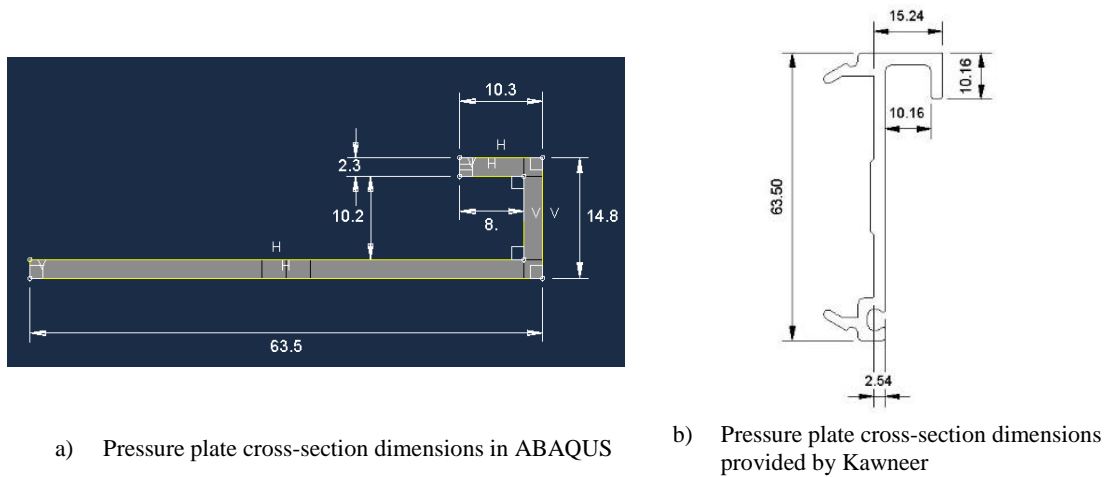 10.3
H
2.3
V
H
10.2
8.
V
V
14.8
H
V
H
63.5
15.24
10.16
10.16
63.50
2.54
a) Pressure plate cross-section dimensions in ABAQUS
b) Pressure plate cross-section dimensions
provided by Kawneer